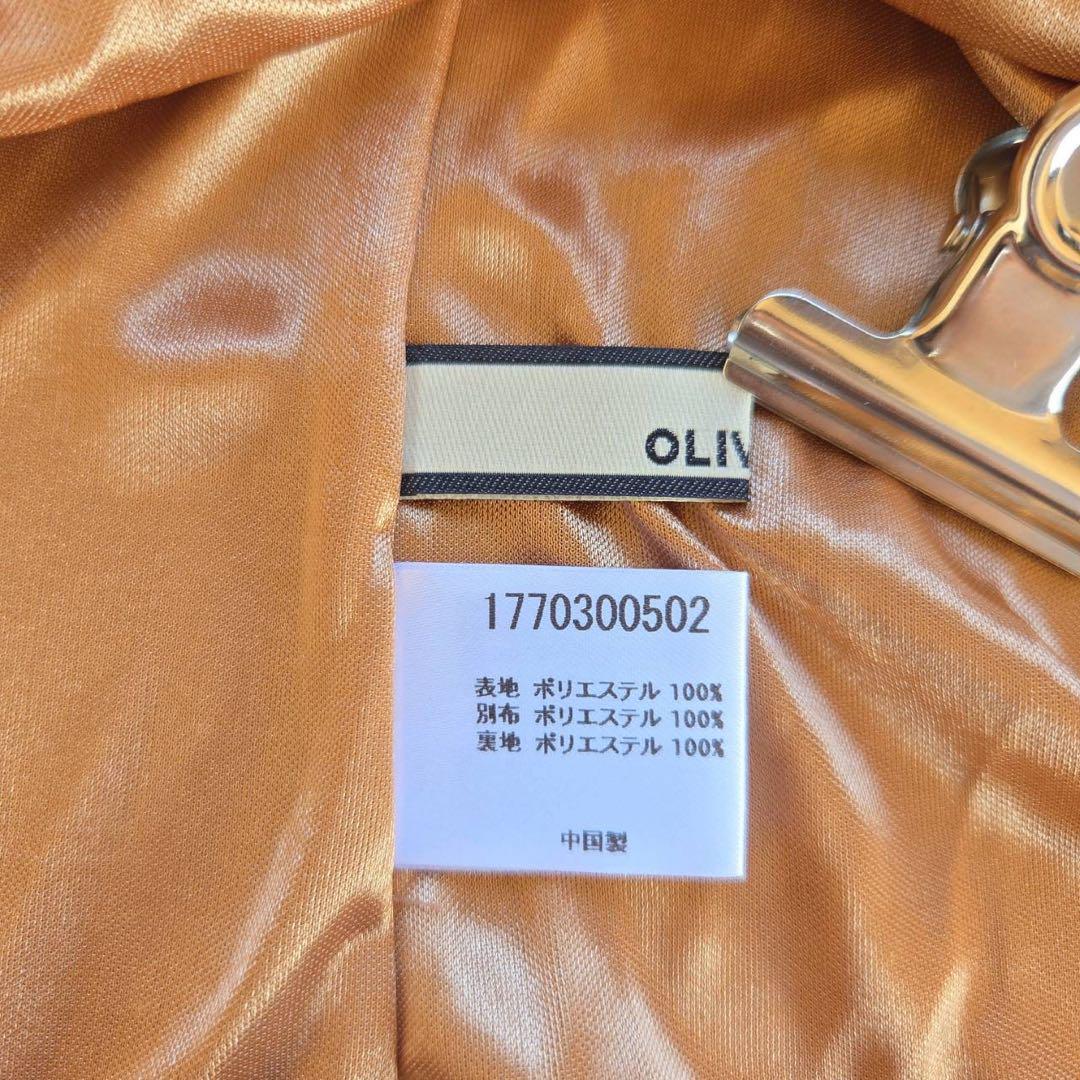 OLIV
1770300502
表地 ポリエステル 100%
別布 ポリエステル 100%
裏地 ポリエステル 100%
中国製